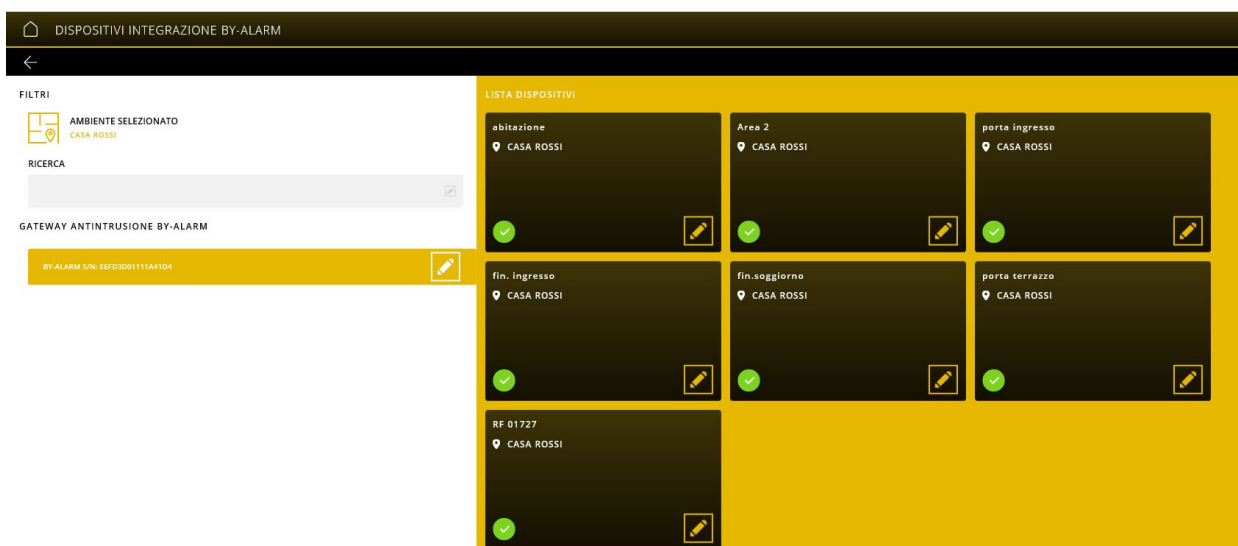 DISPOSITIVI INTEGRAZIONE BY-ALARM
FILTRI
AMBIENTE SELEZIONATO
CASA ROSSI
RICERCA
GATEWAY ANTINTRUSIONE BY-ALARM
BY-ALARM S/N: E6FD3D01111A41D4
LISTA DISPOSITIVI
abitazione
CASA ROSSI
Area 2
CASA ROSSI
porta ingresso
CASA ROSSI
fin. ingresso
CASA ROSSI
fin.soggiorno
CASA ROSSI
porta terrazzo
CASA ROSSI
RF 01727
CASA ROSSI